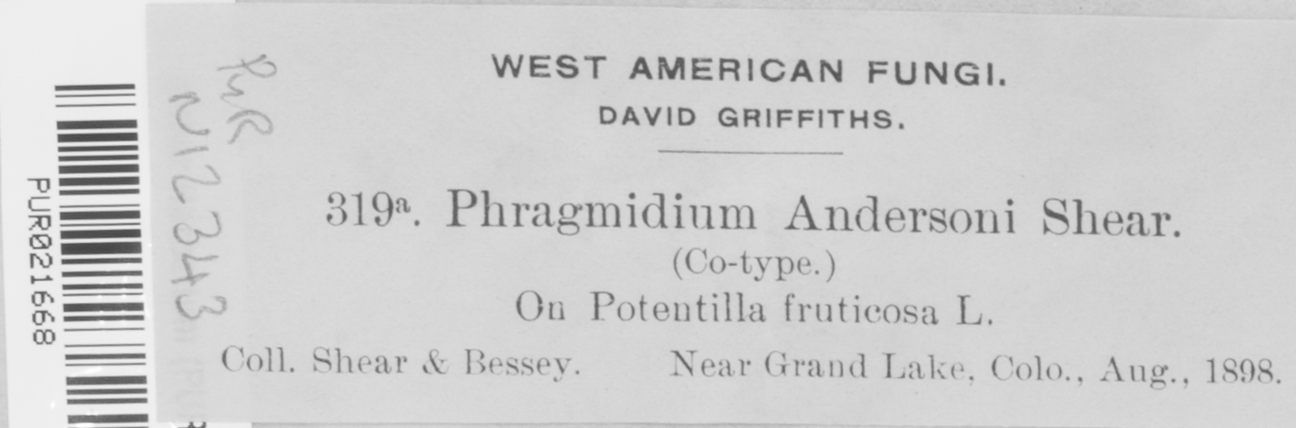 WEST AMERICAN FUNGI.
DAVID GRIFFITHS.
319ª. Phragmidium Andersoni Shear.
(Co-type.)
On Potentilla fruticosa L.
Coll. Shear & Bessey. Near Grand Lake, Colo., Aug., 1898.
PUR
N12343
PUR021668